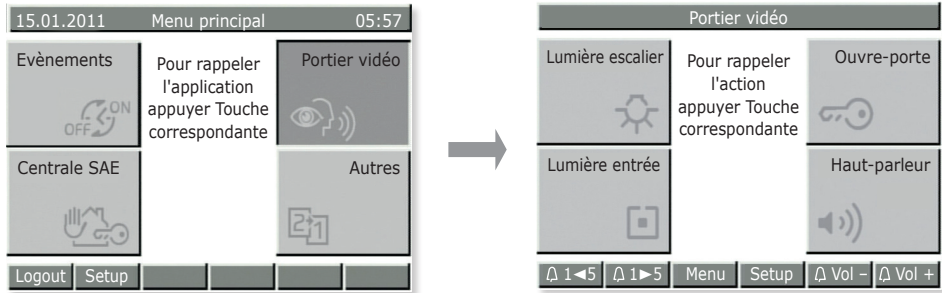 15.01.2011 Menu principal 05:57
Evènements
Pour rappeler
l'application
appuyer Touche
correspondante
Portier vidéo
ON
OFF
Centrale SAE
Autres
2 1
Logout Setup
Portier vidéo
Lumière escalier
Pour rappeler
l'action
appuyer Touche
correspondante
Ouvre-porte
Lumière entrée
Haut-parleur
1◄5 1►5 Menu Setup Vol – Vol +